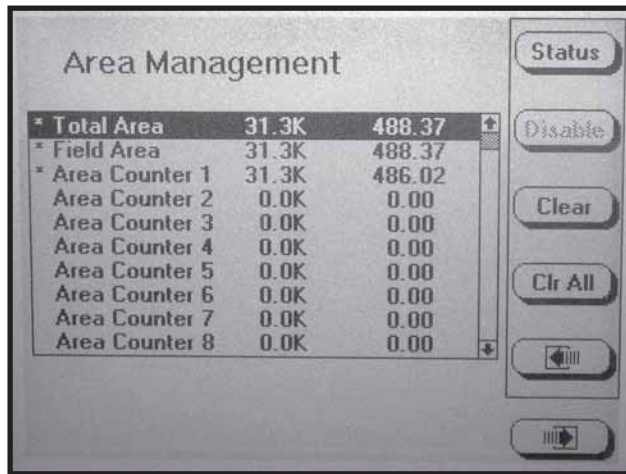 Area Management
* Total Area 31.3K 488.37
* Field Area 31.3K 488.37
* Area Counter 1 31.3K 486.02
Area Counter 2 0.0K 0.00
Area Counter 3 0.0K 0.00
Area Counter 4 0.0K 0.00
Area Counter 5 0.0K 0.00
Area Counter 6 0.0K 0.00
Area Counter 7 0.0K 0.00
Area Counter 8 0.0K 0.00
Status
Disable
Clear
Clr All